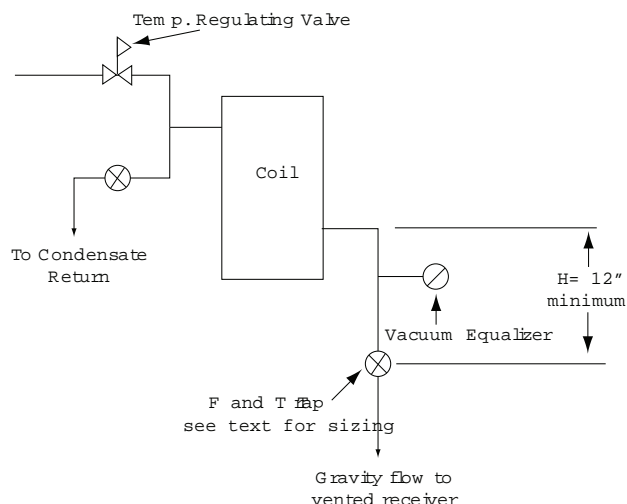 Temp. Regulating Valve
Coil
To Condensate
Return
H= 12”
minimum
Vacuum Equalizer
F and T Trap
see text for sizing
Gravity flow to
vented receiver